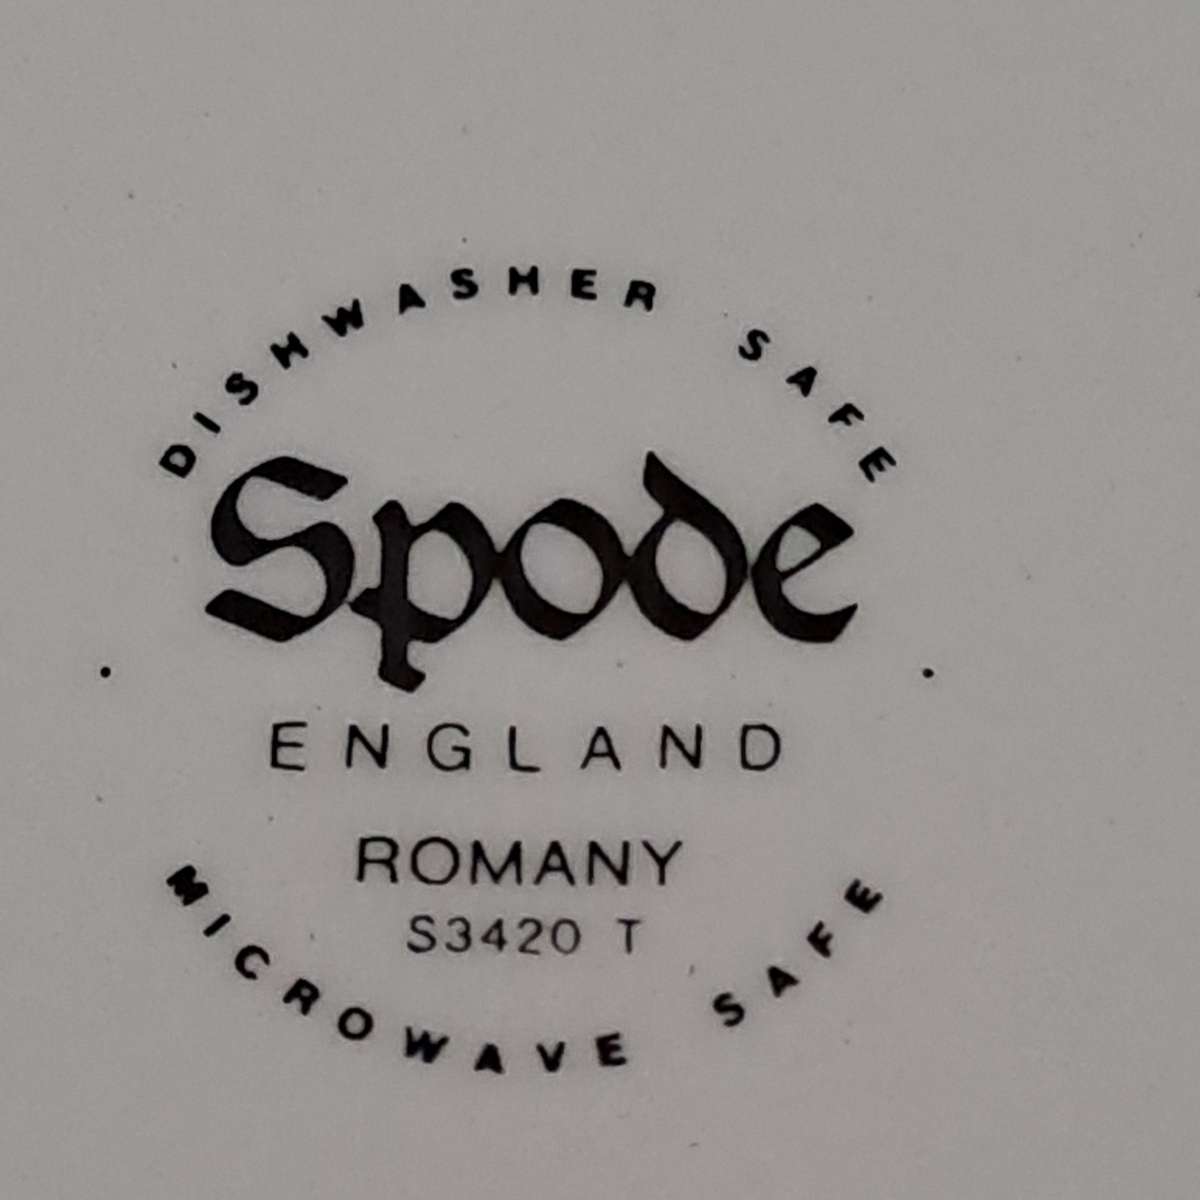 DISHWASHER SAFE
Spode
ENGLAND
ROMANY
S3420 T
MICROWAVE SAFE